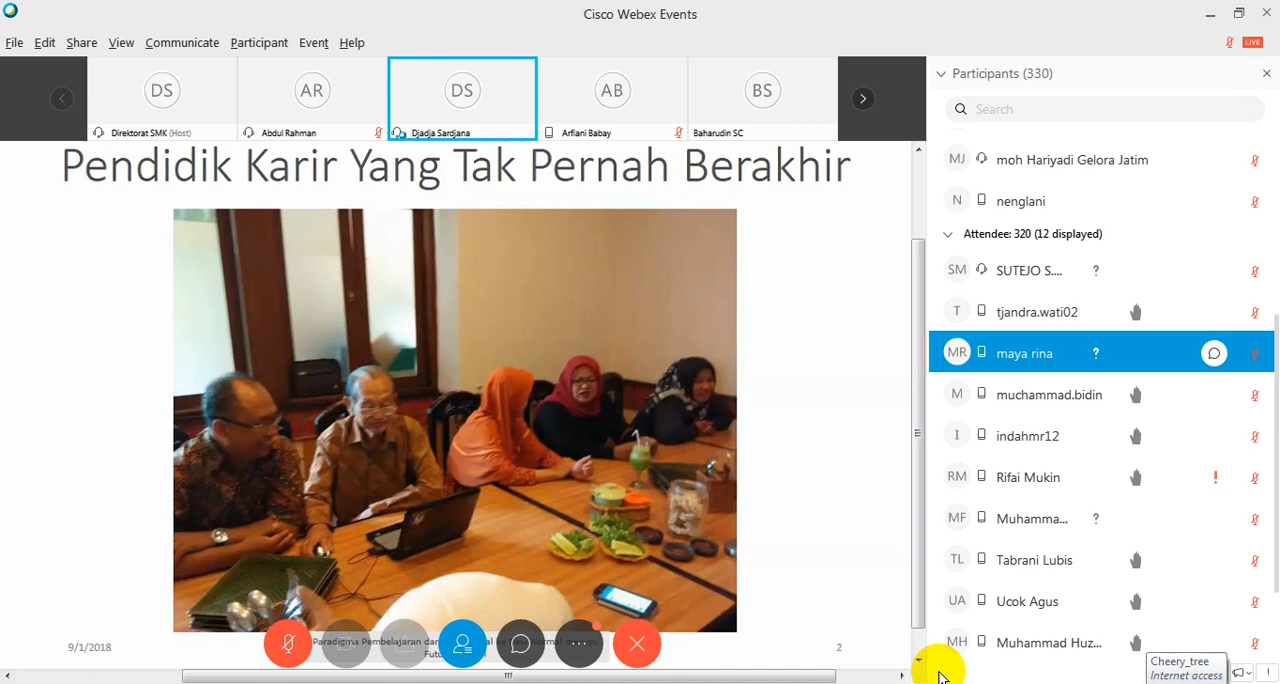 Cisco Webex Events
File Edit Share View Communicate Participant Event Help
LIVE
DS AR DS AB BS
Direktorat SMK (Host) Abdul Rahman Djadja Sardjana Arfiani Babay Baharudin SC
Pendidik Karir Yang Tak Pernah Berakhir
9/1/2018
Paradigma Pembelajaran dar
Futu
2
Participants (330)
Search
MJ moh Hariyadi Gelora Jatim
N nenglani
Attendee: 320 (12 displayed)
SM SUTEJO S.... ?
T tjandra.wati02
MR maya rina ?
M muchammad.bidin
I indahmr12
RM Rifai Mukin !
MF Muhamma... ?
TL Tabrani Lubis
UA Ucok Agus
MH Muhammad Huz...
Cheery_tree
Internet access